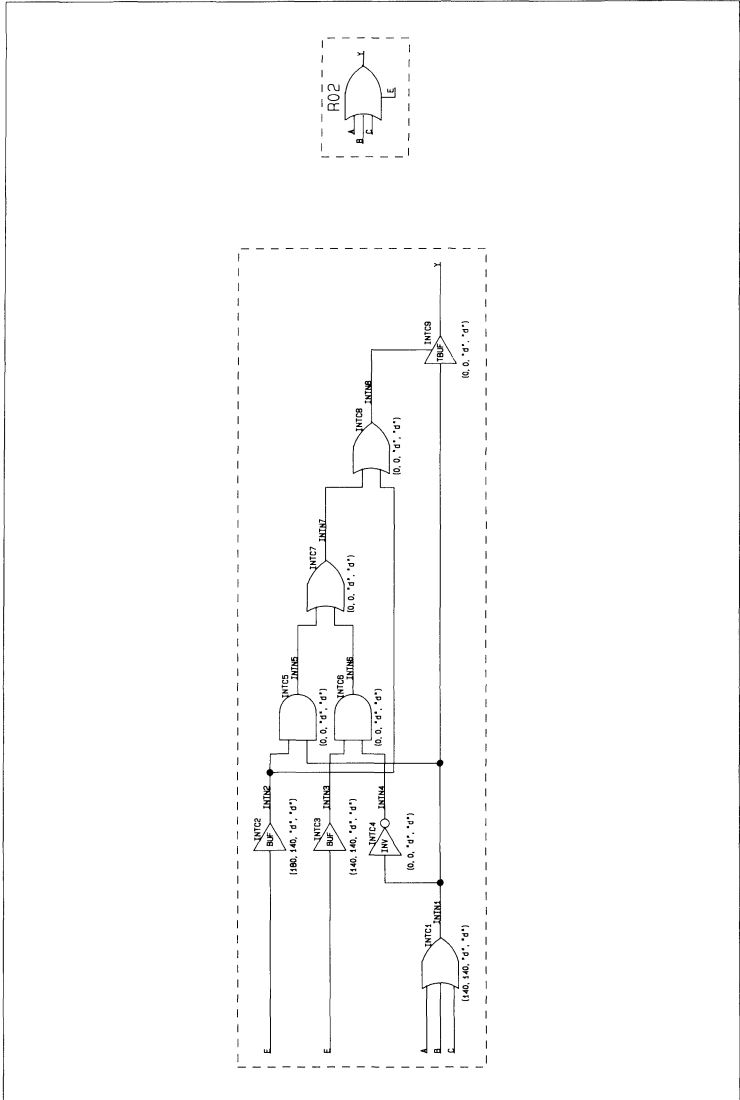 R02
A
B
C
E
Y
E
INTC2
BUF
(180, 140, "d", "d")
INTN2
E
INTC3
BUF
(140, 140, "d", "d")
INTN3
INTC4
INV
(0, 0, "d", "d")
INTN4
A
B
C
INTC1
(140, 140, "d", "d")
INTN1
INTC5
(0, 0, "d", "d")
INTN5
INTC6
(0, 0, "d", "d")
INTN6
INTC7
(0, 0, "d", "d")
INTN7
INTC8
(0, 0, "d", "d")
INTN8
INTC9
TBUF
(0, 0, "d", "d")
Y